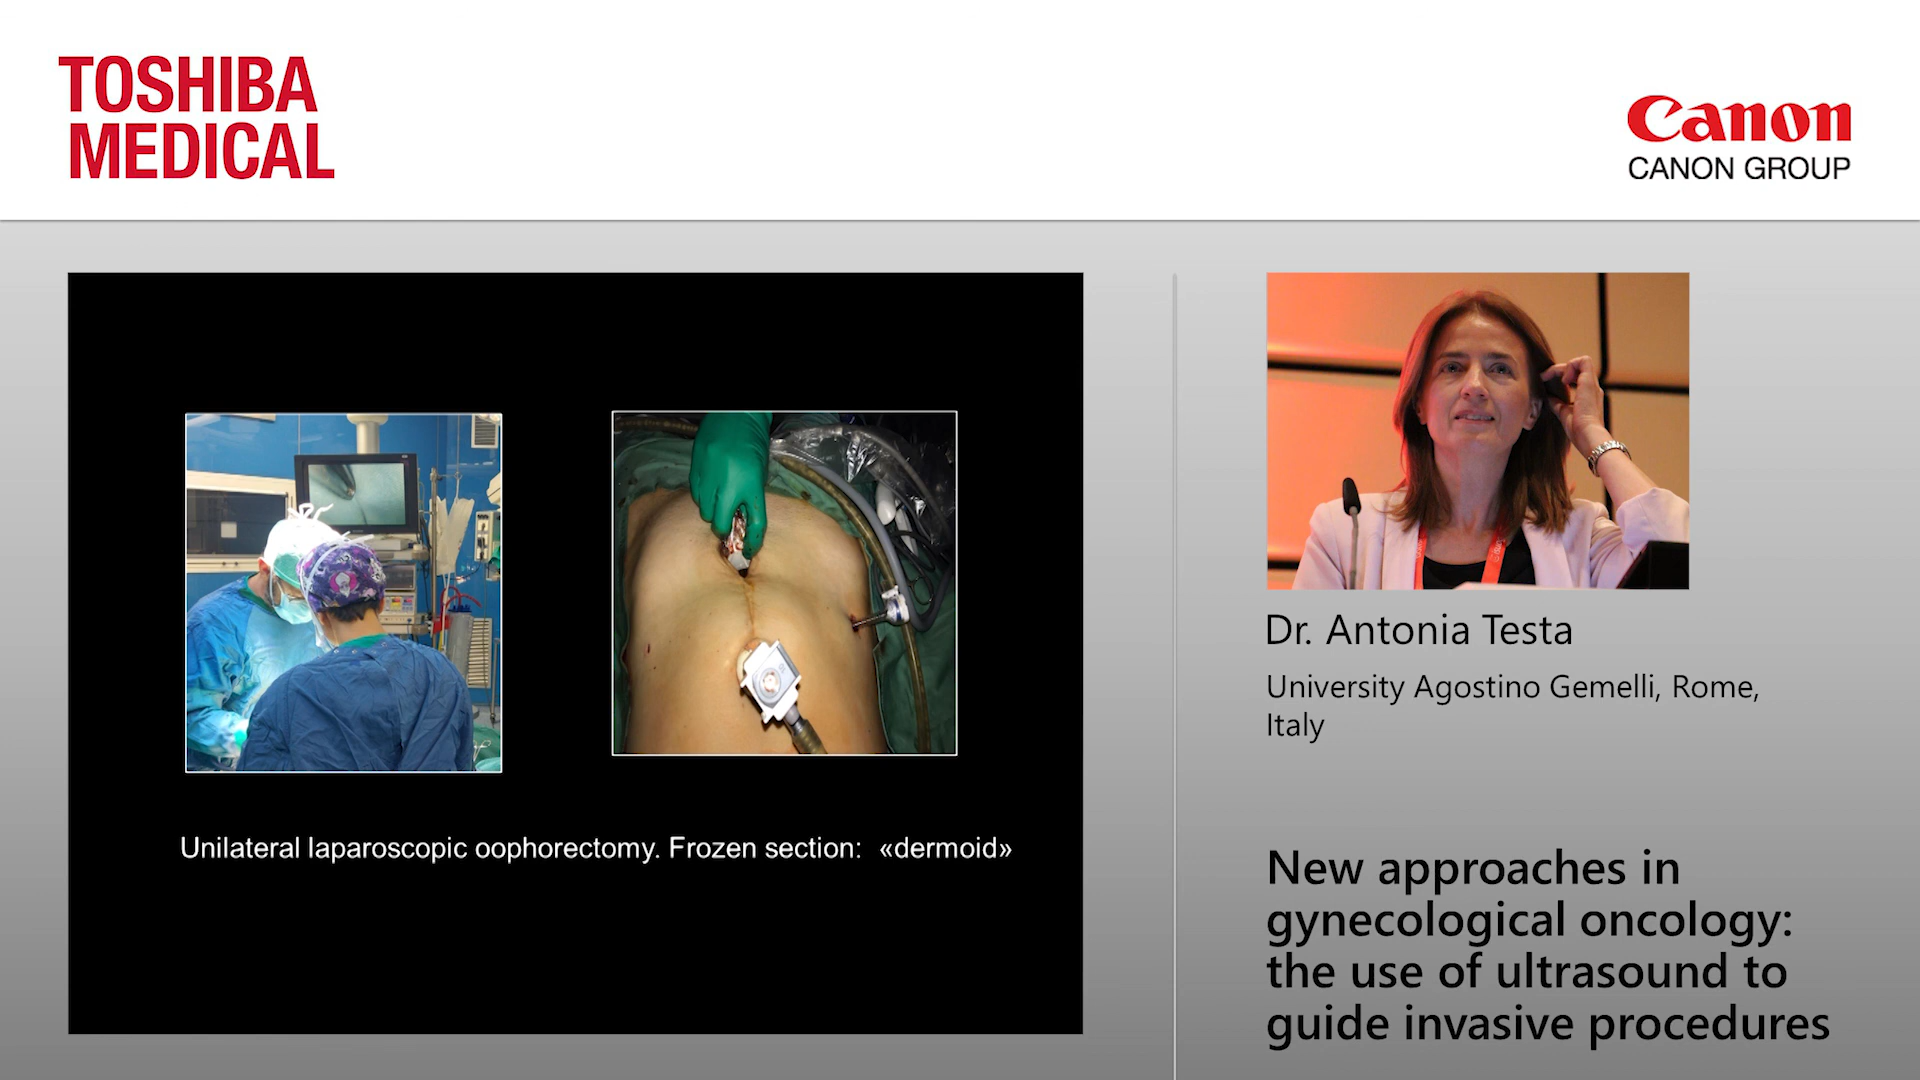 TOSHIBA
MEDICAL
Canon
CANON GROUP
Unilateral laparoscopic oophorectomy. Frozen section: «dermoid»
Dr. Antonia Testa
University Agostino Gemelli, Rome,
Italy
New approaches in
gynecological oncology:
the use of ultrasound to
guide invasive procedures